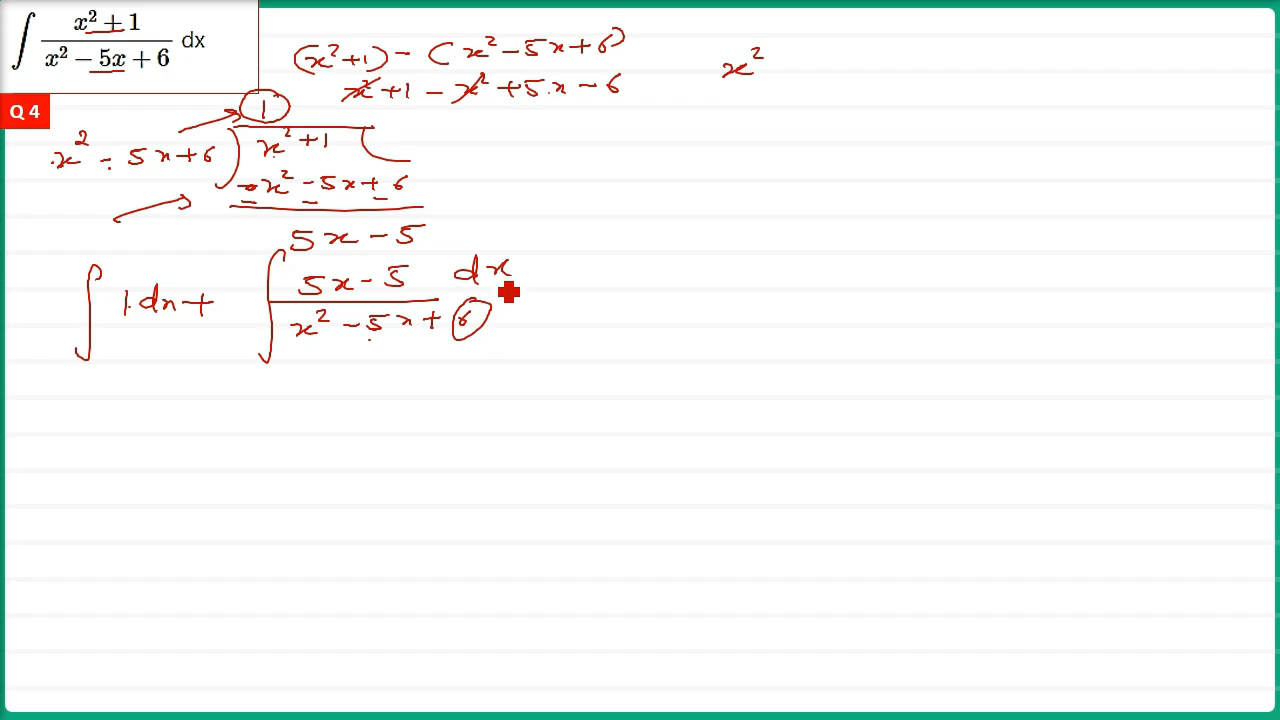 ∫ (x² + 1)/(x² − 5x + 6) dx
Q 4
(x²+1) − (x² − 5x + 6)
x² + 1 − x² + 5x − 6
x²
1
x² − 5x + 6 ) x² + 1 (
− x² − 5x + 6
5x − 5
∫ 1.dx + ∫ (5x − 5)/(x² − 5x + 6) dx